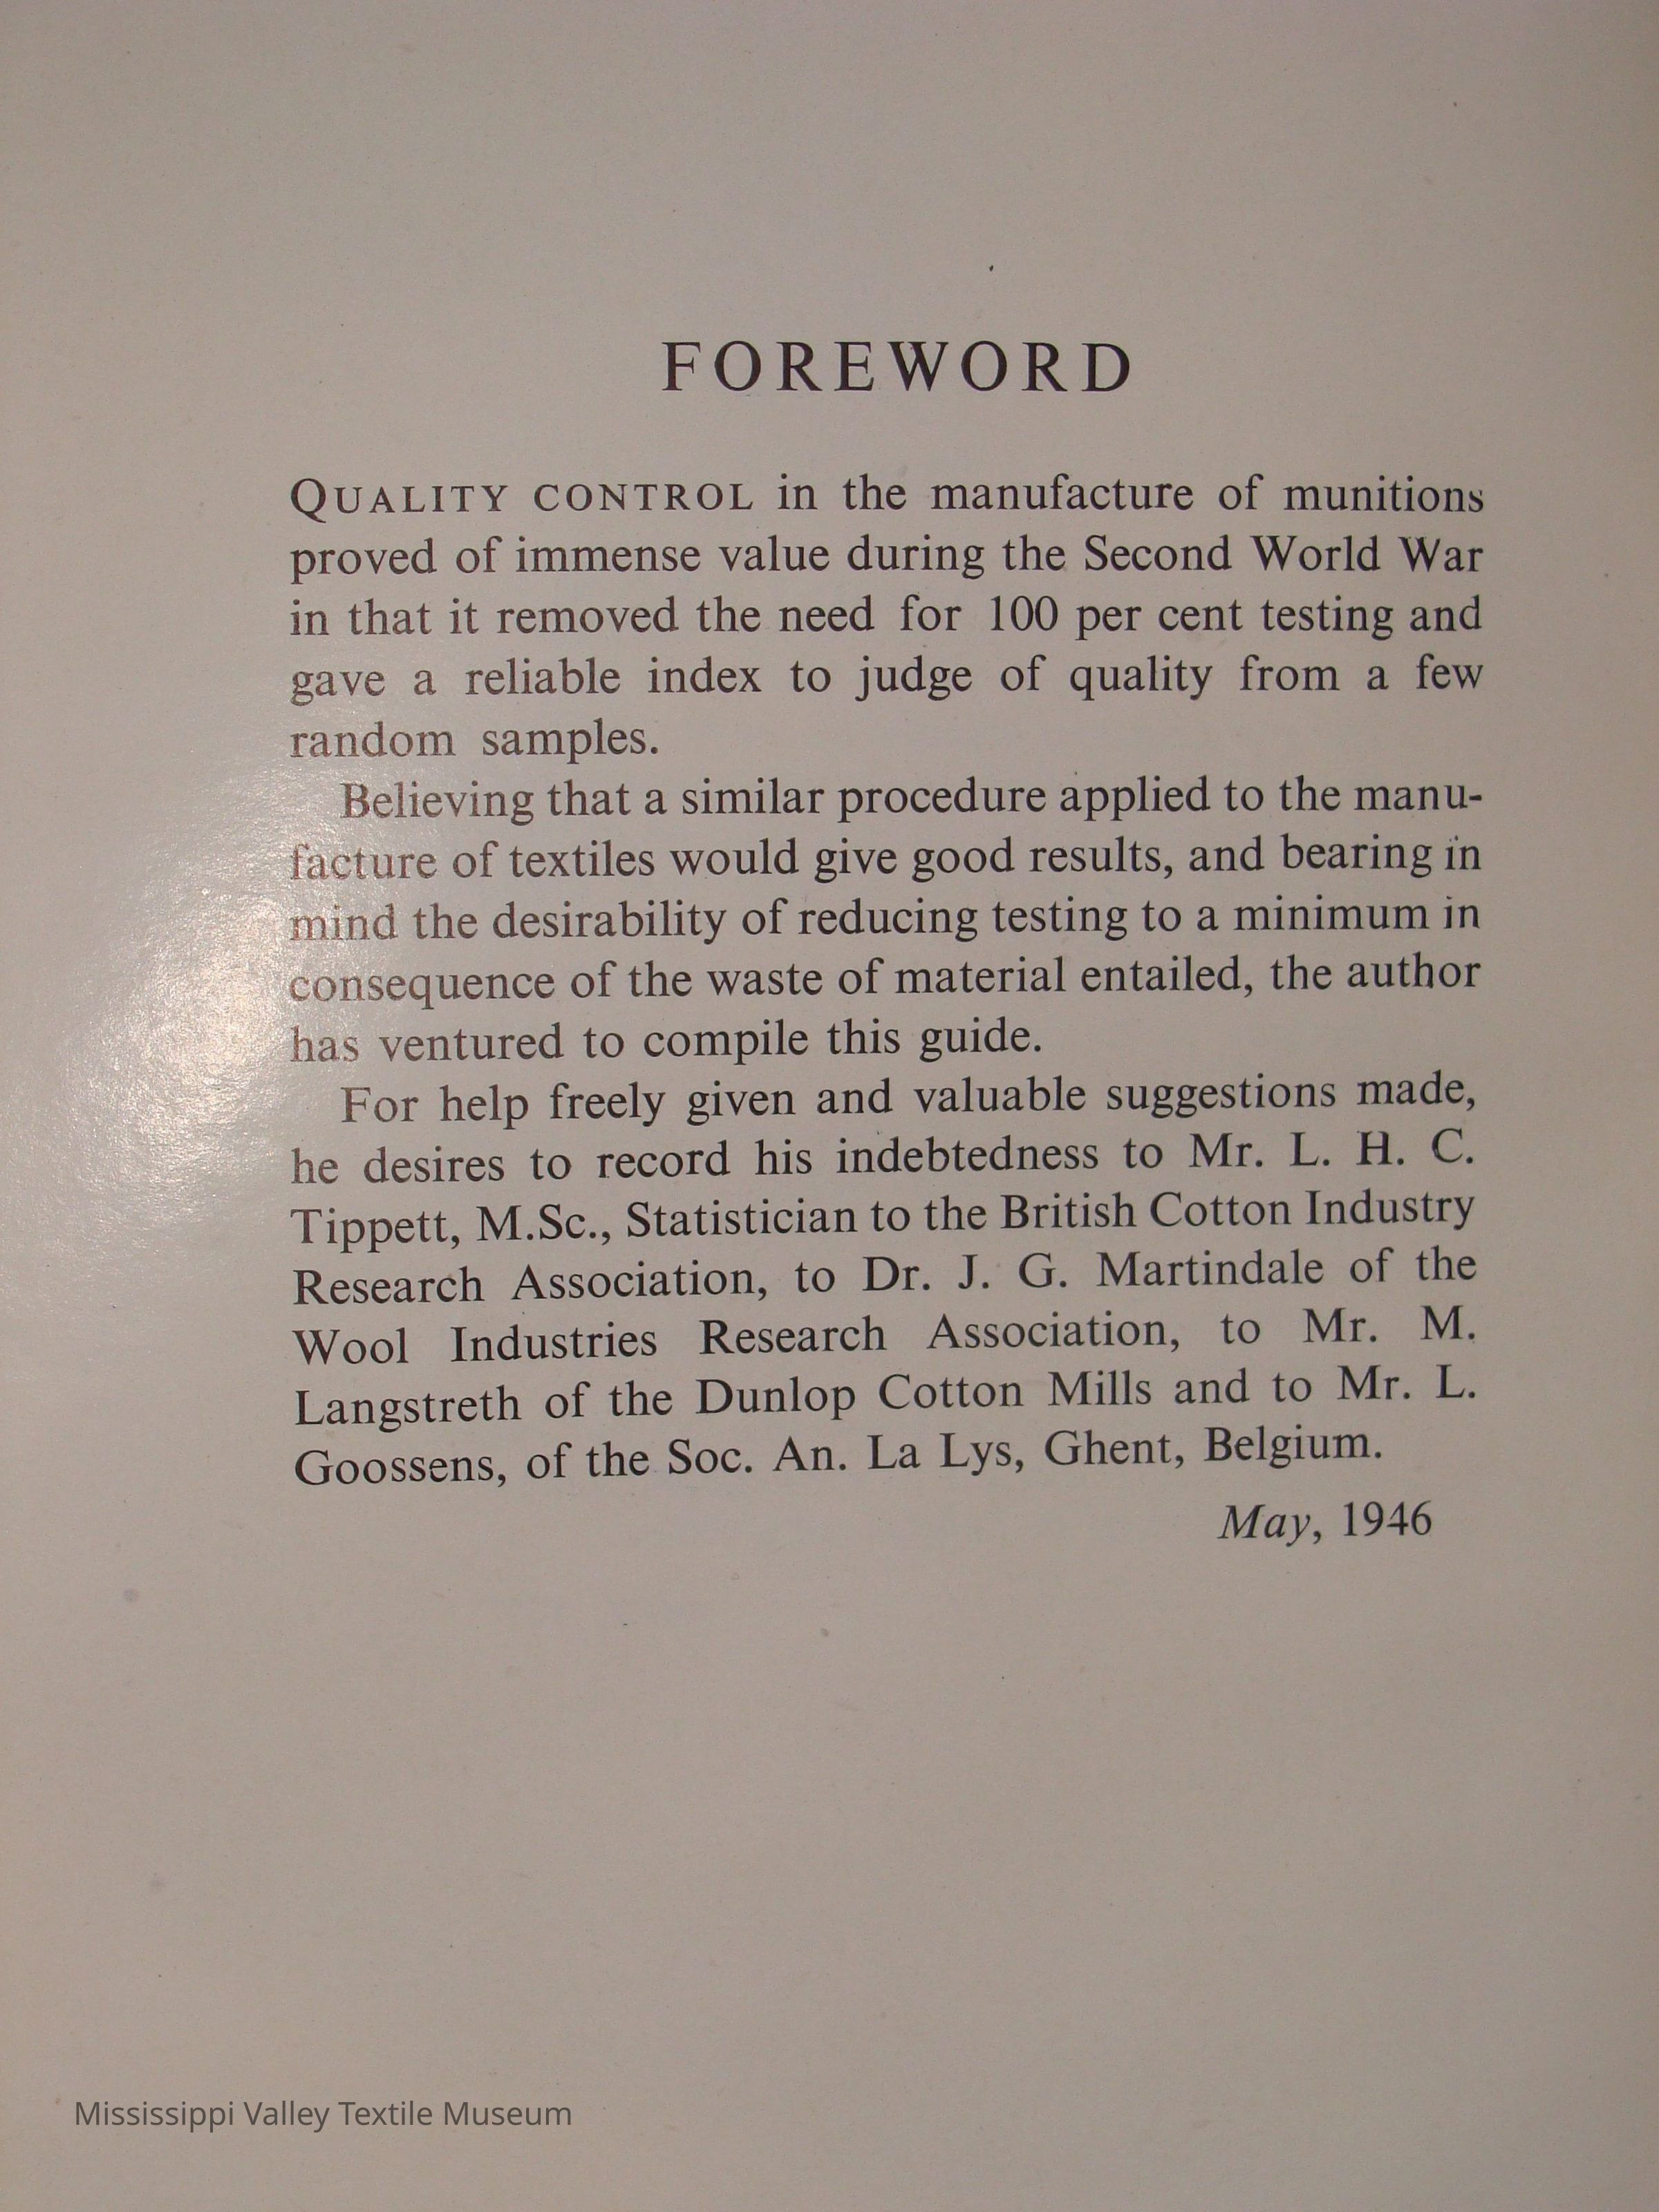 FOREWORD
QUALITY CONTROL in the manufacture of munitions
proved of immense value during the Second World War
in that it removed the need for 100 per cent testing and
gave a reliable index to judge of quality from a few
random samples.
Believing that a similar procedure applied to the manu-
facture of textiles would give good results, and bearing in
mind the desirability of reducing testing to a minimum in
consequence of the waste of material entailed, the author
has ventured to compile this guide.
For help freely given and valuable suggestions made,
he desires to record his indebtedness to Mr. L. H. C.
Tippett, M.Sc., Statistician to the British Cotton Industry
Research Association, to Dr. J. G. Martindale of the
Wool Industries Research Association, to Mr. M.
Langstreth of the Dunlop Cotton Mills and to Mr. L.
Goossens, of the Soc. An. La Lys, Ghent, Belgium.
May, 1946
Mississippi Valley Textile Museum